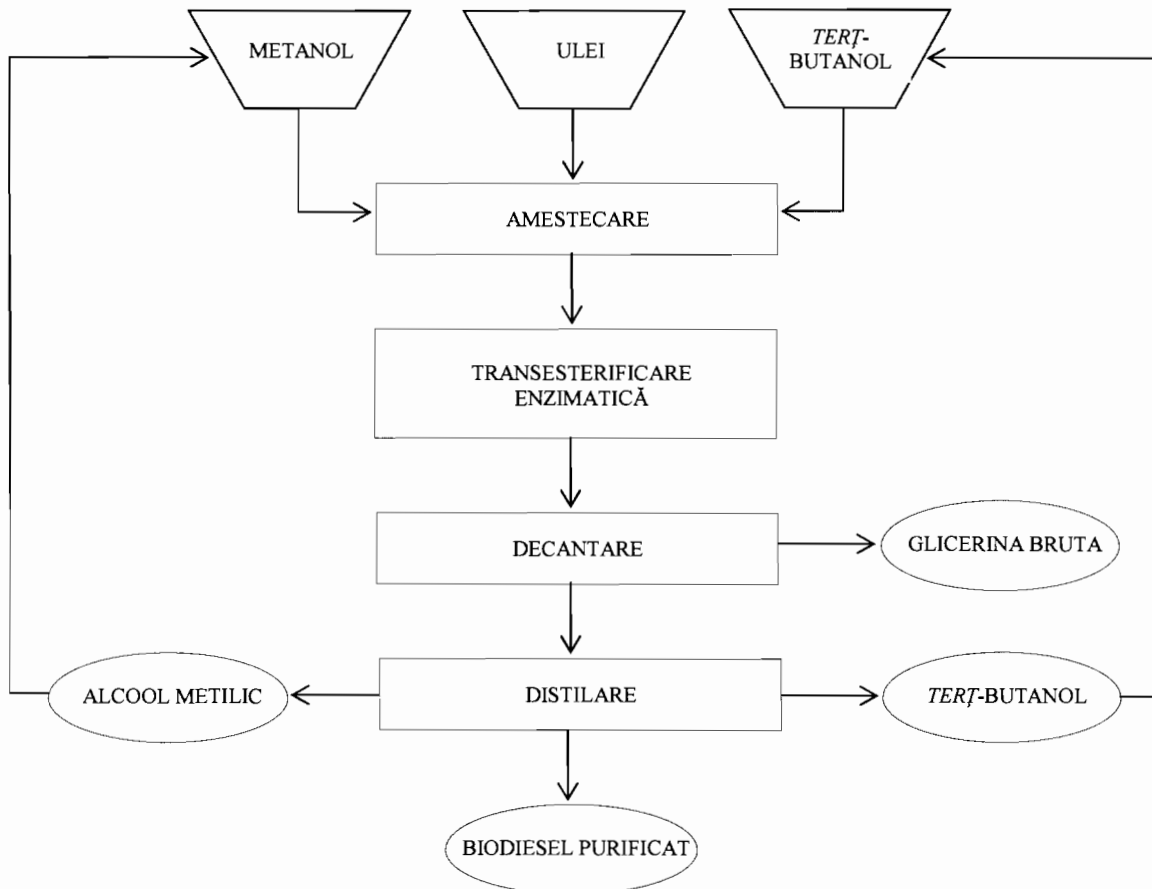 METANOL
ULEI
TERȚ-
BUTANOL
AMESTECARE
TRANSESTERIFICARE
ENZIMATICĂ
DECANTARE
GLICERINA BRUTA
ALCOOL METILIC
DISTILARE
TERȚ-BUTANOL
BIODIESEL PURIFICAT